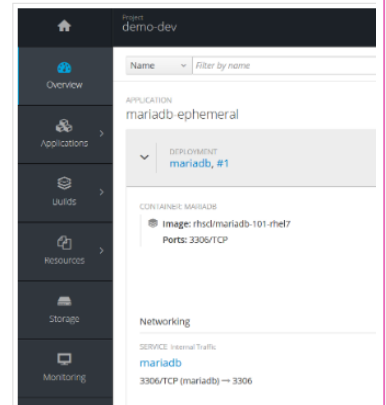 Project
demo-dev
Name
Filter by name
Overview
APPLICATION
mariadb-ephemeral
Applications
DEPLOYMENT
mariadb, #1
Builds
CONTAINER: MARIADB
Image: rhscl/mariadb-101-rhel7
Ports: 3306/TCP
Resources
Storage
Networking
SERVICE Internal Traffic
mariadb
Monitoring
3306/TCP (mariadb) → 3306